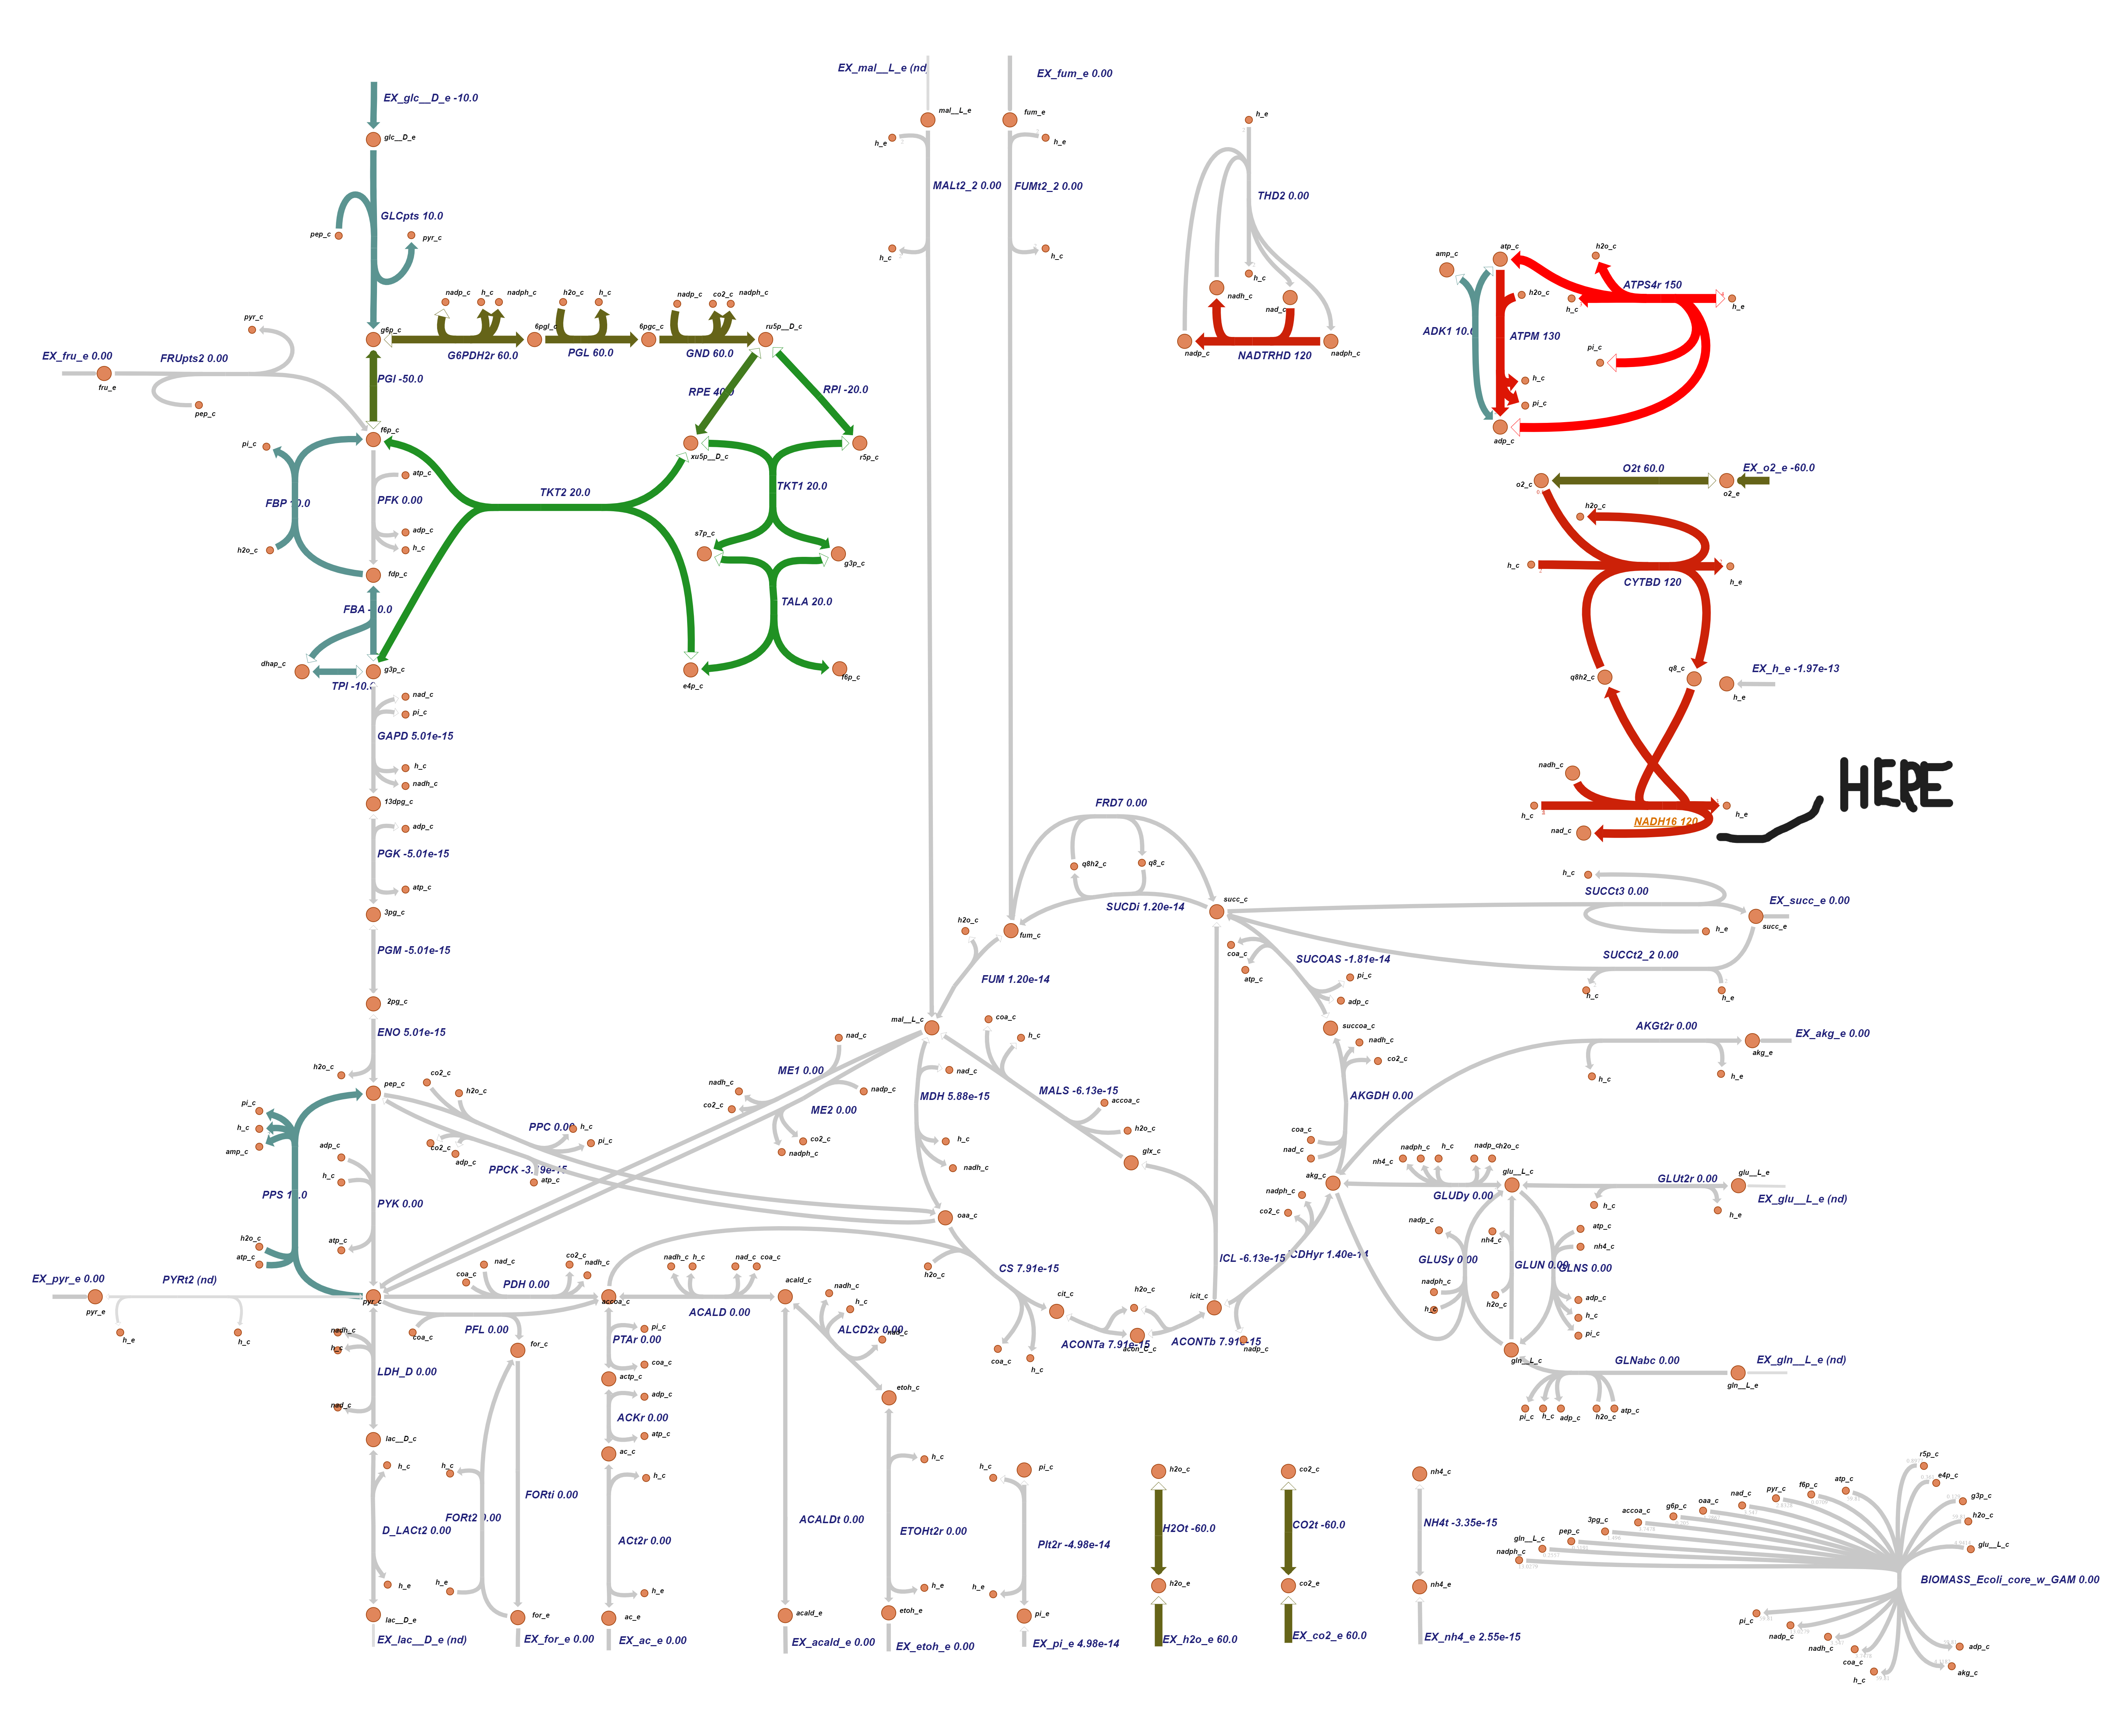 EX_glc__D_e -10.0
glc__D_e
GLCpts 10.0
pep_c
pyr_c
g6p_c
nadp_c
h_c
nadph_c
G6PDH2r 60.0
6pgl_c
h2o_c
h_c
PGL 60.0
6pgc_c
nadp_c
co2_c
nadph_c
GND 60.0
ru5p__D_c
EX_fru_e 0.00
fru_e
FRUpts2 0.00
pyr_c
pep_c
PGI -50.0
f6p_c
pi_c
FBP 10.0
h2o_c
atp_c
PFK 0.00
adp_c
h_c
fdp_c
FBA -10.0
dhap_c
g3p_c
TPI -10.0
RPE 40.0
RPI -20.0
xu5p__D_c
r5p_c
TKT2 20.0
TKT1 20.0
s7p_c
g3p_c
TALA 20.0
e4p_c
f6p_c
nad_c
pi_c
GAPD 5.01e-15
h_c
nadh_c
13dpg_c
adp_c
PGK -5.01e-15
atp_c
3pg_c
PGM -5.01e-15
2pg_c
ENO 5.01e-15
h2o_c
pep_c
pi_c
h_c
amp_c
PPS 10.0
h2o_c
atp_c
adp_c
h_c
PYK 0.00
atp_c
EX_mal__L_e (nd)
mal__L_e
h_e
MALt2_2 0.00
h_c
EX_fum_e 0.00
fum_e
h_e
FUMt2_2 0.00
h_c
h_e
THD2 0.00
h_c
nadh_c
nad_c
nadp_c
NADTRHD 120
nadph_c
amp_c
atp_c
h2o_c
ATPS4r 150
h2o_c
h_c
h_e
ADK1 10.0
ATPM 130
pi_c
h_c
pi_c
adp_c
O2t 60.0
EX_o2_e -60.0
o2_c
o2_e
h2o_c
h_c
h_e
CYTBD 120
q8h2_c
q8_c
EX_h_e -1.97e-13
h_e
nadh_c
h_c
h_e
NADH16 120
nad_c
HERE
FRD7 0.00
q8h2_c
q8_c
SUCDi 1.20e-14
succ_c
h2o_c
fum_c
FUM 1.20e-14
mal__L_c
h_c
SUCCt3 0.00
EX_succ_e 0.00
succ_e
h_e
SUCCt2_2 0.00
h_c
h_e
coa_c
atp_c
SUCOAS -1.81e-14
pi_c
adp_c
succoa_c
nadh_c
co2_c
AKGDH 0.00
coa_c
nad_c
akg_c
AKGt2r 0.00
EX_akg_e 0.00
akg_e
h_c
h_e
co2_c
h2o_c
PPC 0.00
h_c
pi_c
co2_c
adp_c
PPCK -3.19e-15
atp_c
nad_c
ME1 0.00
nadh_c
co2_c
nadp_c
ME2 0.00
co2_c
nadph_c
nad_c
MDH 5.88e-15
h_c
nadh_c
oaa_c
coa_c
h_c
MALS -6.13e-15
accoa_c
h2o_c
glx_c
ICL -6.13e-15
nadph_c
co2_c
ICDHyr 1.40e-14
nadp_c
icit_c
nh4_c
nadph_c
h_c
nadp_c
h2o_c
glu__L_c
GLUDy 0.00
GLUt2r 0.00
glu__L_e
EX_glu__L_e (nd)
h_c
h_e
nadp_c
GLUSy 0.00
nadph_c
h_c
nh4_c
GLUN 0.00
h2o_c
atp_c
nh4_c
GLNS 0.00
adp_c
h_c
pi_c
gln__L_c
GLNabc 0.00
EX_gln__L_e (nd)
gln__L_e
pi_c
h_c
adp_c
h2o_c
atp_c
EX_pyr_e 0.00
pyr_e
PYRt2 (nd)
h_e
h_c
pyr_c
coa_c
nad_c
PDH 0.00
co2_c
nadh_c
accoa_c
nadh_c
h_c
nad_c
coa_c
ACALD 0.00
acald_c
h2o_c
CS 7.91e-15
coa_c
h_c
cit_c
h2o_c
ACONTa 7.91e-15
acon_C_c
ACONTb 7.91e-15
nadh_c
h_c
LDH_D 0.00
nad_c
lac__D_c
coa_c
PFL 0.00
for_c
pi_c
PTAr 0.00
coa_c
actp_c
adp_c
ACKr 0.00
atp_c
ac_c
nadh_c
h_c
ALCD2x 0.00
nad_c
etoh_c
h_c
D_LACt2 0.00
h_e
lac__D_e
EX_lac__D_e (nd)
h_c
FORt2 0.00
h_e
FORti 0.00
for_e
EX_for_e 0.00
h_c
ACt2r 0.00
h_e
ac_e
EX_ac_e 0.00
ACALDt 0.00
acald_e
EX_acald_e 0.00
h_c
ETOHt2r 0.00
h_e
etoh_e
EX_etoh_e 0.00
h_c
pi_c
PIt2r -4.98e-14
h_e
pi_e
EX_pi_e 4.98e-14
h2o_c
H2Ot -60.0
h2o_e
EX_h2o_e 60.0
co2_c
CO2t -60.0
co2_e
EX_co2_e 60.0
nh4_c
NH4t -3.35e-15
nh4_e
EX_nh4_e 2.55e-15
nadph_c
gln__L_c
pep_c
3pg_c
accoa_c
g6p_c
oaa_c
nad_c
pyr_c
f6p_c
atp_c
r5p_c
e4p_c
g3p_c
h2o_c
glu__L_c
BIOMASS_Ecoli_core_w_GAM 0.00
pi_c
nadp_c
nadh_c
coa_c
h_c
adp_c
akg_c